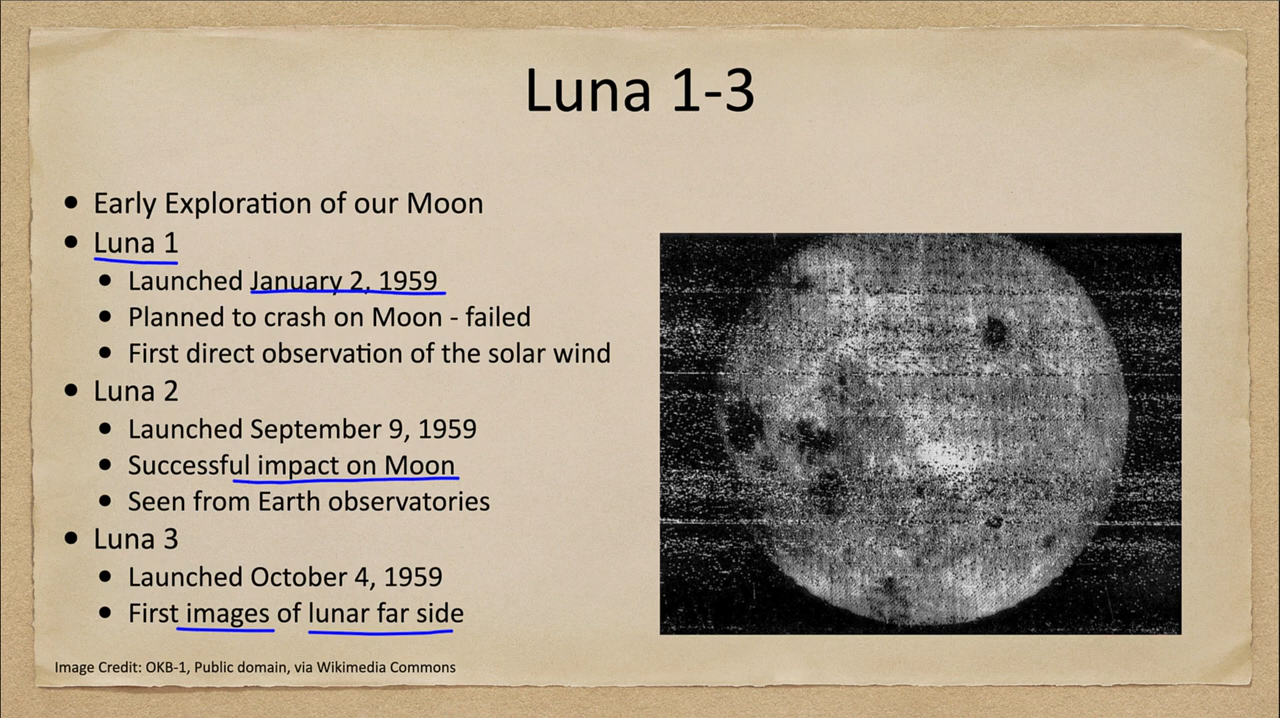 Luna 1-3
• Early Exploration of our Moon
• Luna 1
• Launched January 2, 1959
• Planned to crash on Moon - failed
• First direct observation of the solar wind
• Luna 2
• Launched September 9, 1959
• Successful impact on Moon
• Seen from Earth observatories
• Luna 3
• Launched October 4, 1959
• First images of lunar far side
Image Credit: OKB-1, Public domain, via Wikimedia Commons